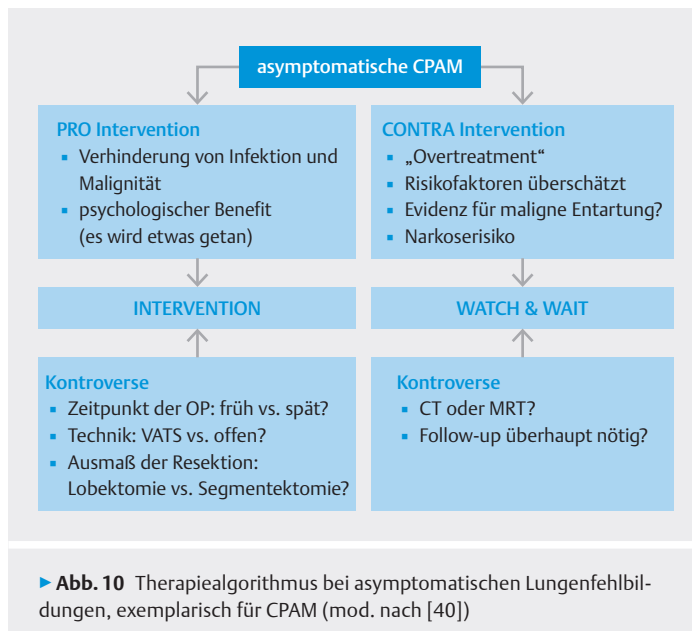 asymptomatische CPAM
PRO Intervention
▪ Verhinderung von Infektion und
Malignität
▪ psychologischer Benefit
(es wird etwas getan)
CONTRA Intervention
▪ „Overtreatment“
▪ Risikofaktoren überschätzt
▪ Evidenz für maligne Entartung?
▪ Narkoserisiko
INTERVENTION
WATCH & WAIT
Kontroverse
▪ Zeitpunkt der OP: früh vs. spät?
▪ Technik: VATS vs. offen?
▪ Ausmaß der Resektion:
Lobektomie vs. Segmentektomie?
Kontroverse
▪ CT oder MRT?
▪ Follow-up überhaupt nötig?
▶ Abb. 10 Therapiealgorithmus bei asymptomatischen Lungenfehlbil-
dungen, exemplarisch für CPAM (mod. nach [40])